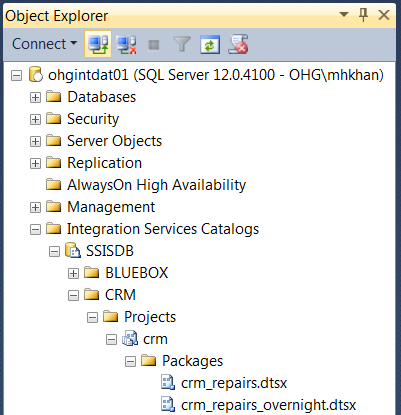 Object Explorer
Connect
ohgintdat01 (SQL Server 12.0.4100 - OHG\mhkhan)
Databases
Security
Server Objects
Replication
AlwaysOn High Availability
Management
Integration Services Catalogs
SSISDB
BLUEBOX
CRM
Projects
crm
Packages
crm_repairs.dtsx
crm_repairs_overnight.dtsx